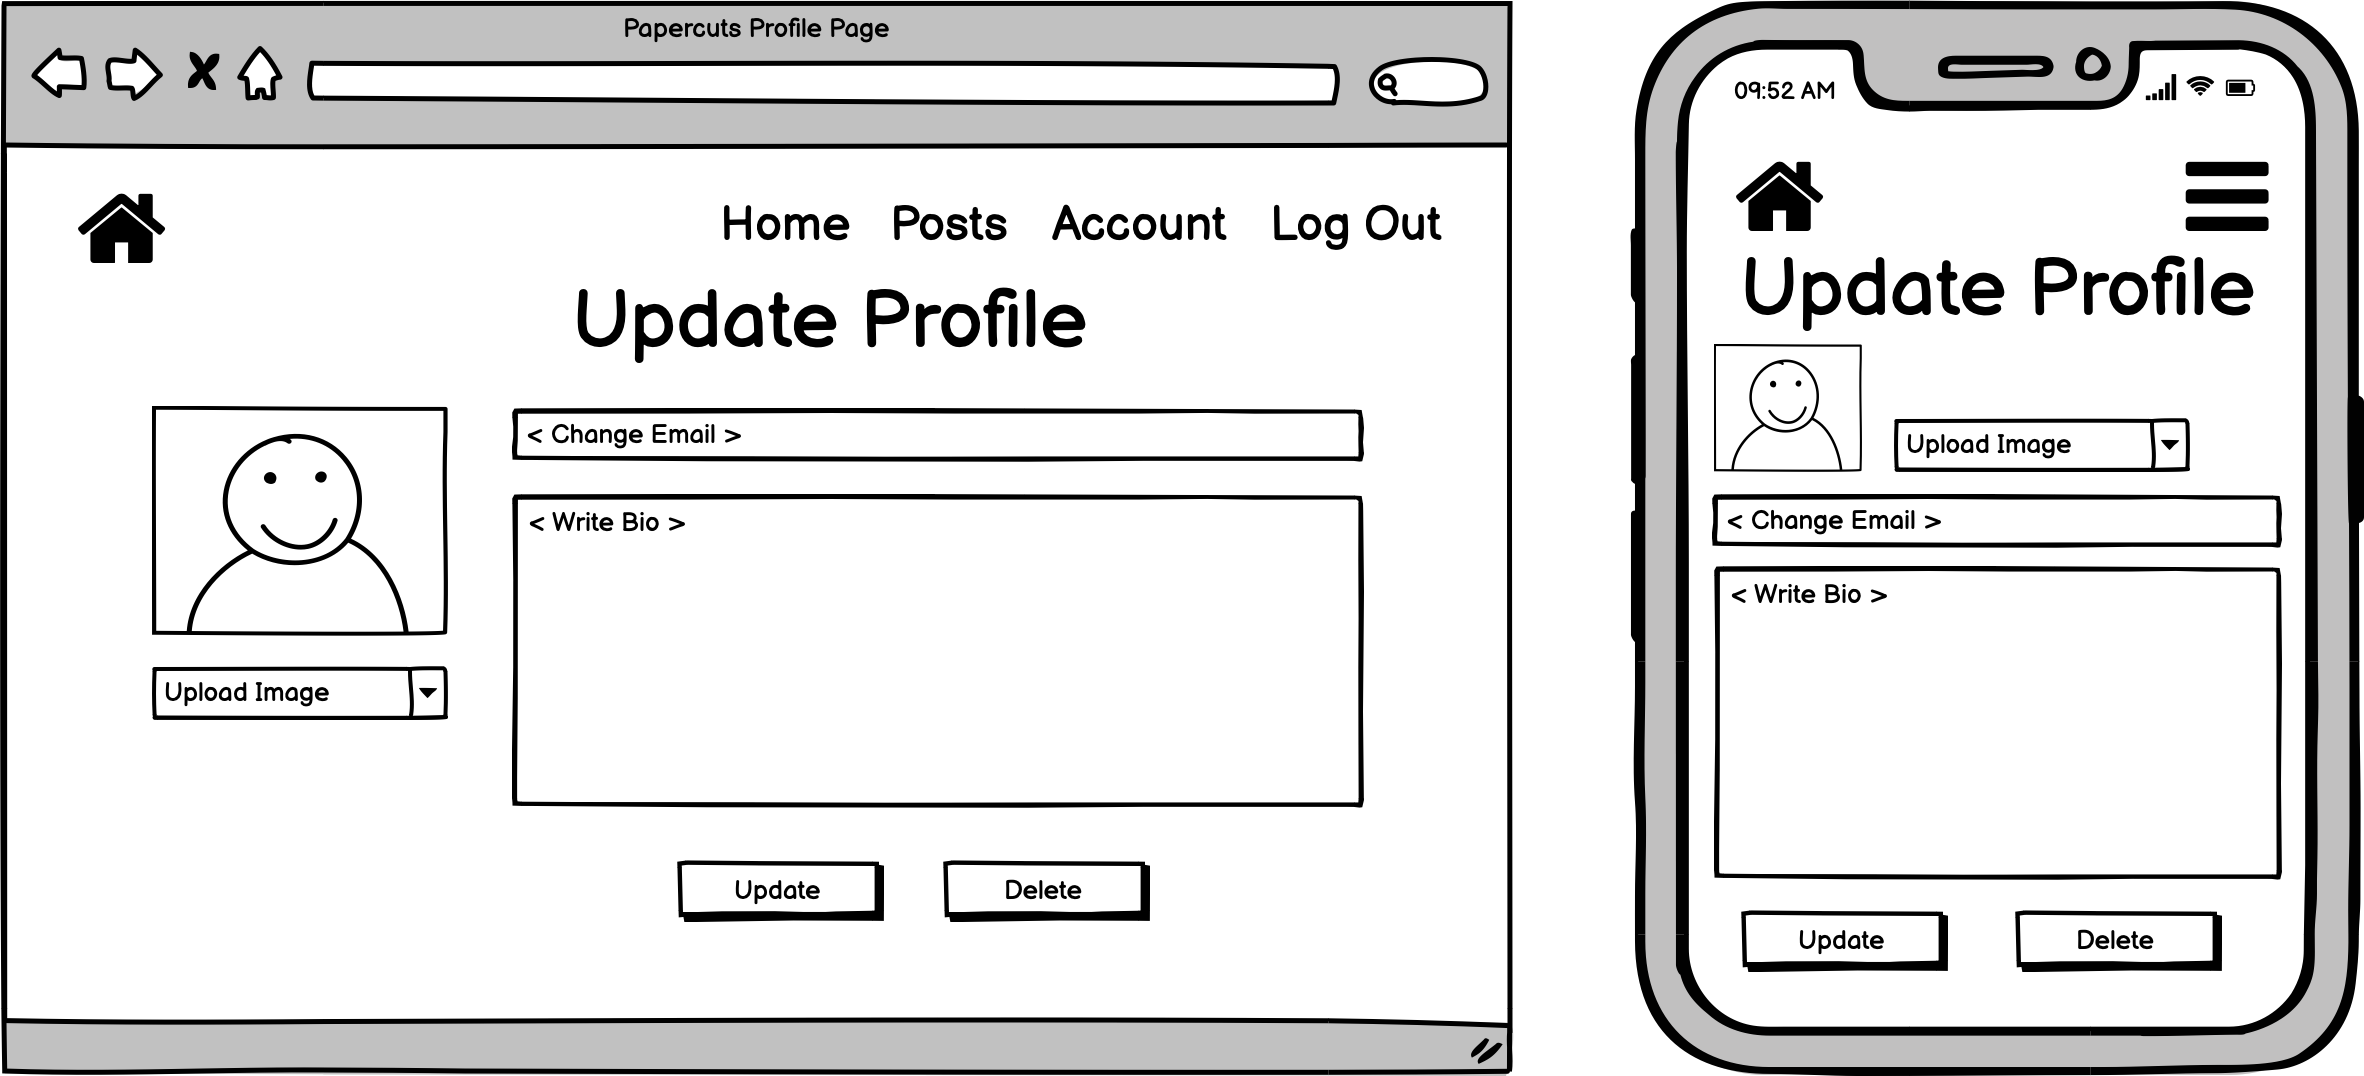 Papercuts Profile Page
Home Posts Account Log Out
Update Profile
< Change Email >
< Write Bio >
Upload Image
Update Delete
09:52 AM
Update Profile
Upload Image
< Change Email >
< Write Bio >
Update Delete